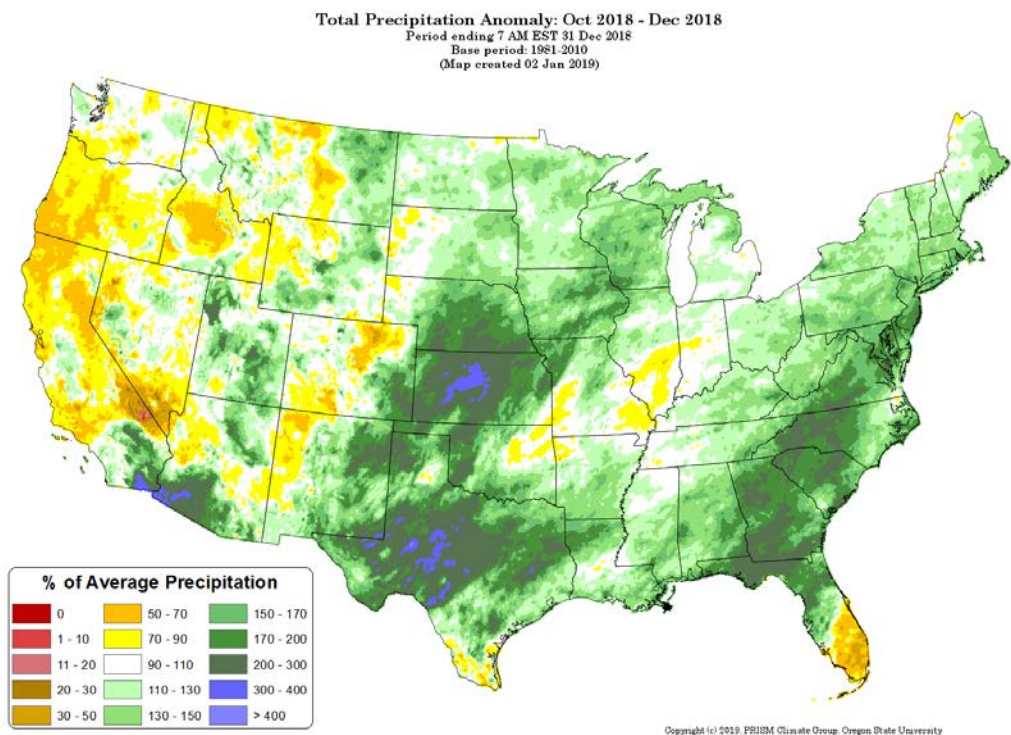 Total Precipitation Anomaly: Oct 2018 - Dec 2018
Period ending 7 AM EST 31 Dec 2018
Base period: 1981-2010
(Map created 02 Jan 2019)
% of Average Precipitation
0
50 - 70
150 - 170
1 - 10
70 - 90
170 - 200
11 - 20
90 - 110
200 - 300
20 - 30
110 - 130
300 - 400
30 - 50
130 - 150
> 400
Copyright (c) 2019, PRISM Climate Group, Oregon State University